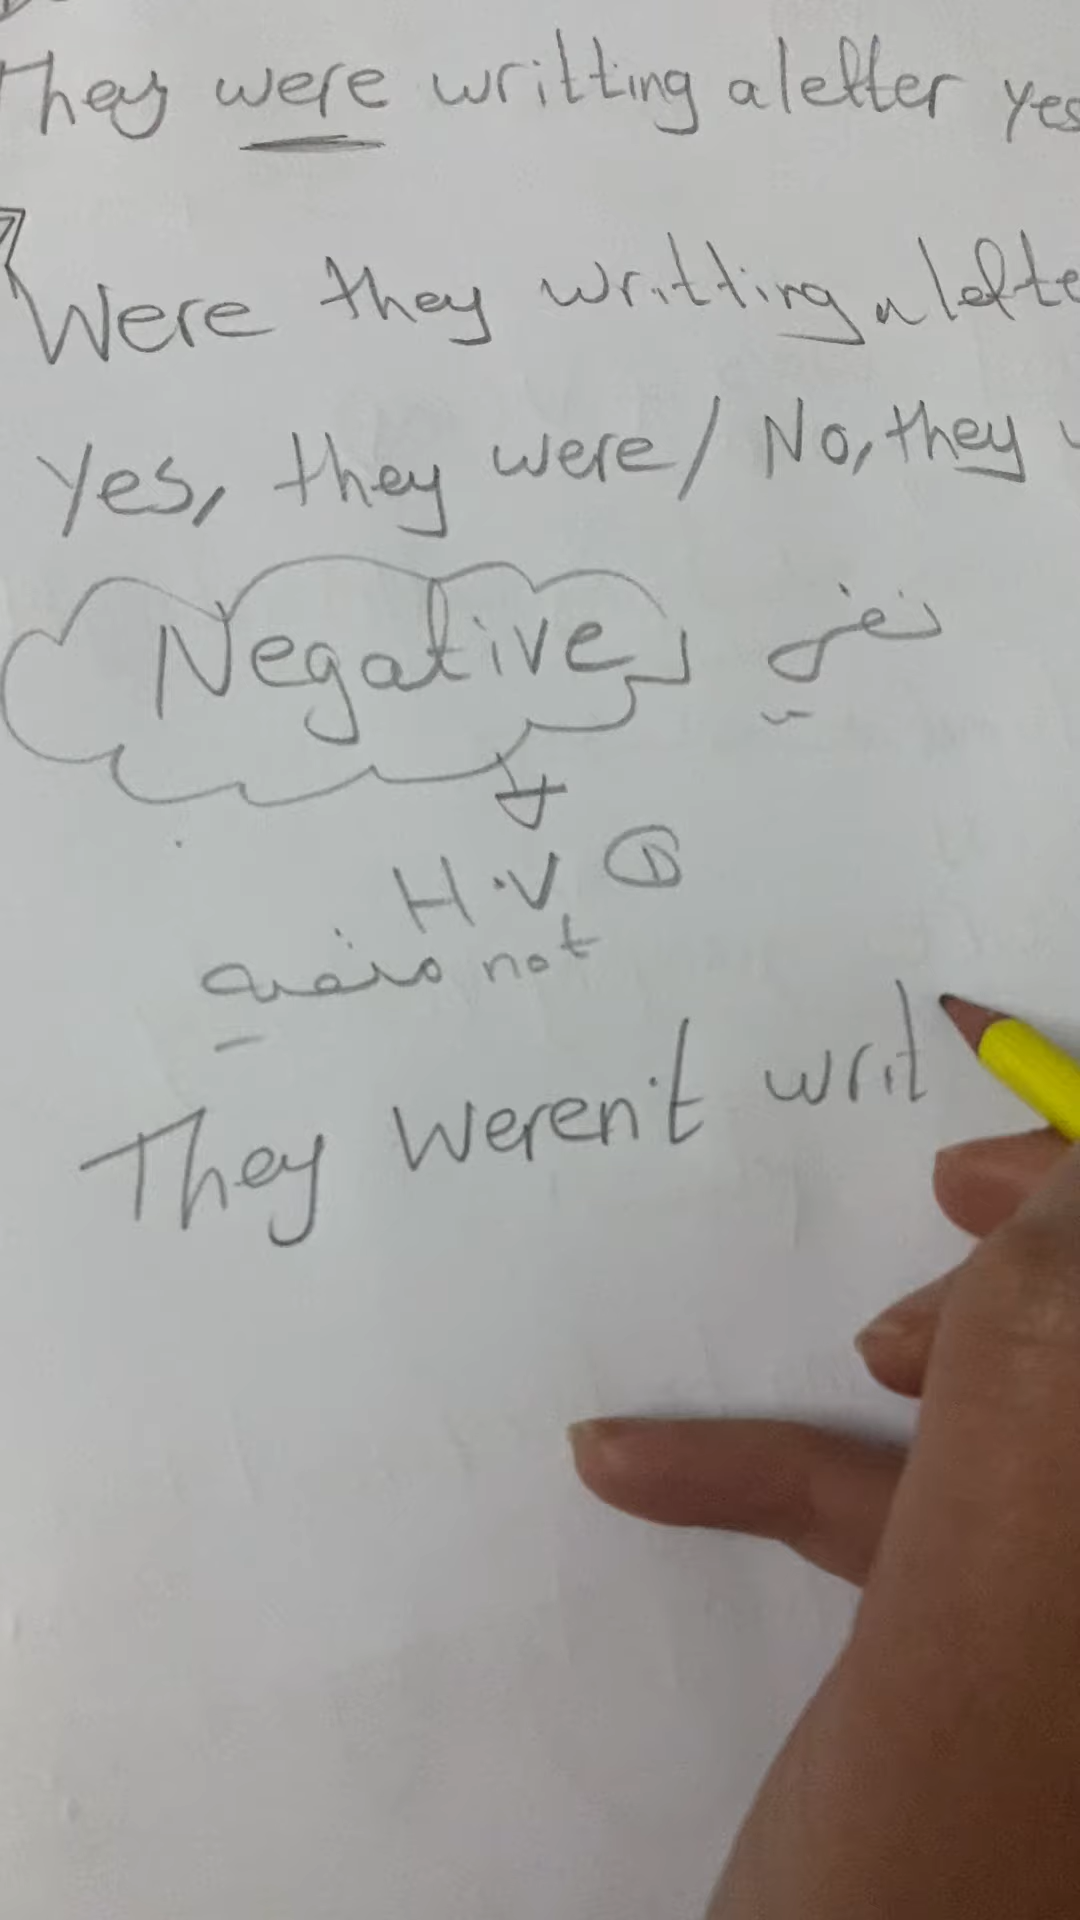 They were writting a letter yes
Were they writting a lette
Yes, they were / No, they
Negative نفي
H.V ①
not نضيف
They weren't writ